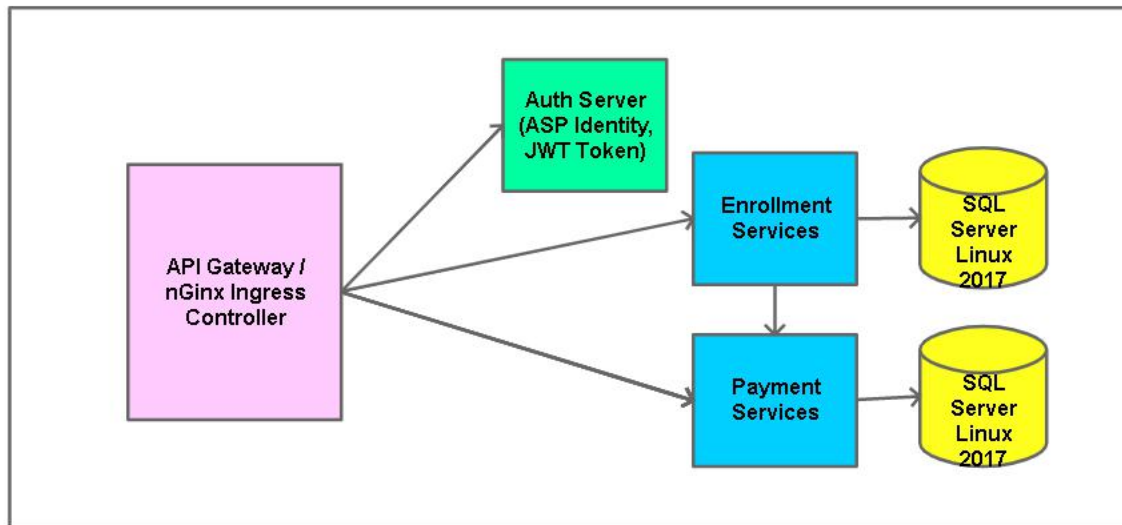 Auth Server
(ASP Identity,
JWT Token)
API Gateway /
nGinx Ingress
Controller
Enrollment
Services
SQL
Server
Linux
2017
Payment
Services
SQL
Server
Linux
2017